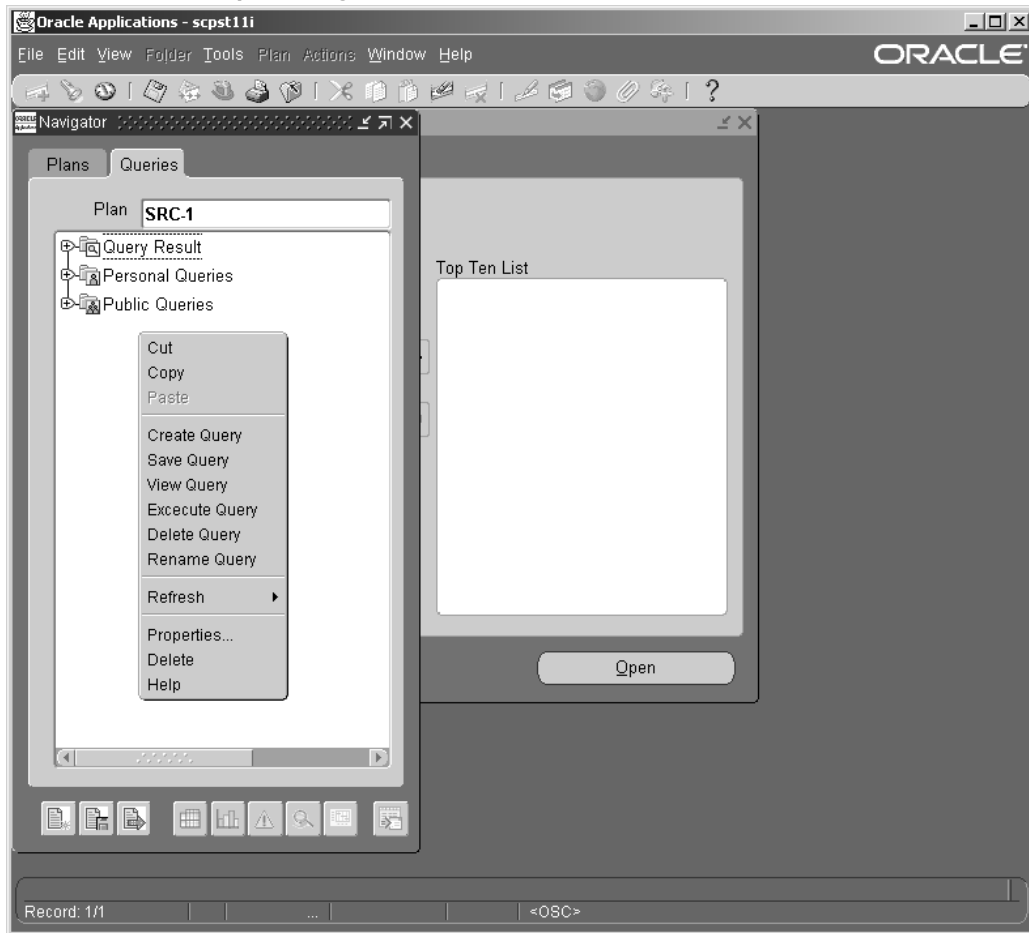 Oracle Applications - scpst11i
File Edit View Folder Tools Plan Actions Window Help
ORACLE
Navigator
Plans Queries
Plan SRC-1
Query Result
Personal Queries
Public Queries
Cut
Copy
Paste
Create Query
Save Query
View Query
Excecute Query
Delete Query
Rename Query
Refresh
Properties...
Delete
Help
Top Ten List
Open
Record: 1/1 ... <OSC>